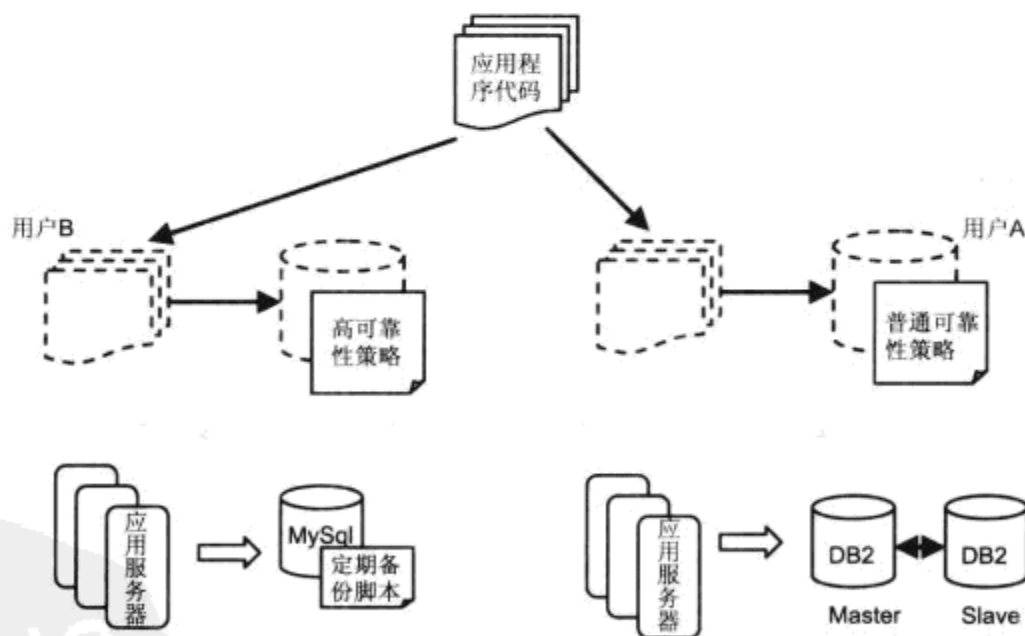 应用程
序代码
用户B
用户A
高可靠
性策略
普通可靠
性策略
应用服务器
MySql
定期备
份脚本
应用服务器
DB2
DB2
Master
Slave